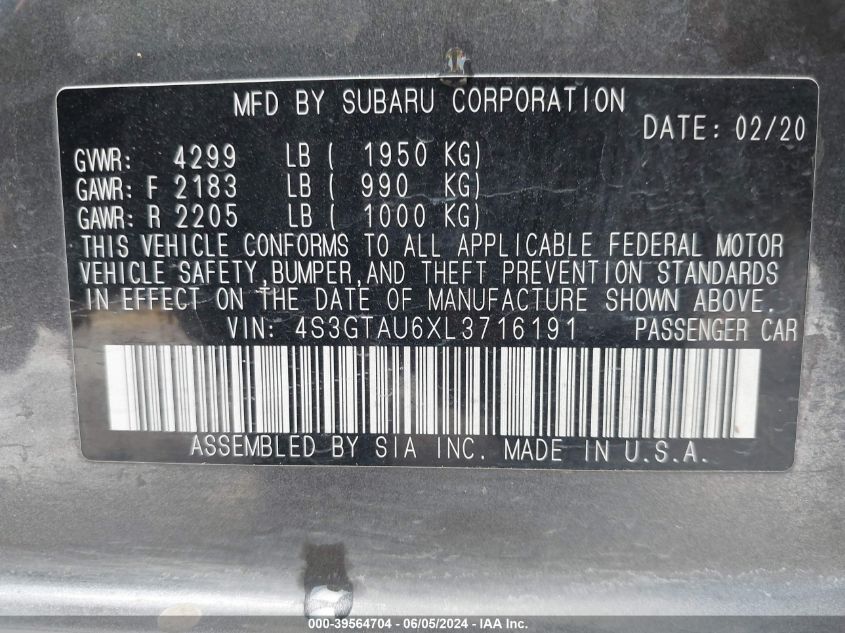 MFD BY SUBARU CORPORATION
DATE: 02/20
GVWR: 4299 LB ( 1950 KG)
GAWR: F 2183 LB ( 990 KG)
GAWR: R 2205 LB ( 1000 KG)
THIS VEHICLE CONFORMS TO ALL APPLICABLE FEDERAL MOTOR
VEHICLE SAFETY,BUMPER,AND THEFT PREVENTION STANDARDS
IN EFFECT ON THE DATE OF MANUFACTURE SHOWN ABOVE.
VIN: 4S3GTAU6XL3716191 PASSENGER CAR
ASSEMBLED BY SIA INC. MADE IN U.S.A.
000-39564704 - 06/05/2024 - IAA Inc.